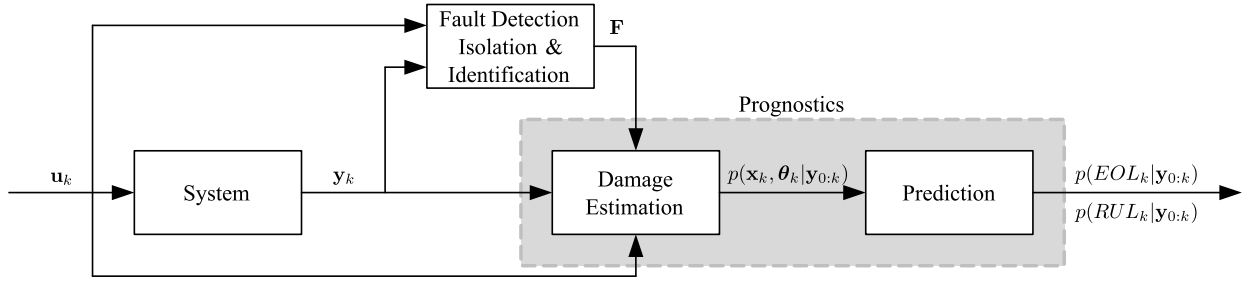 Fault Detection
Isolation &
Identification
F
Prognostics
u_k
System
y_k
Damage
Estimation
p(x_k, θ_k|y_{0:k})
Prediction
p(EOL_k|y_{0:k})
p(RUL_k|y_{0:k})